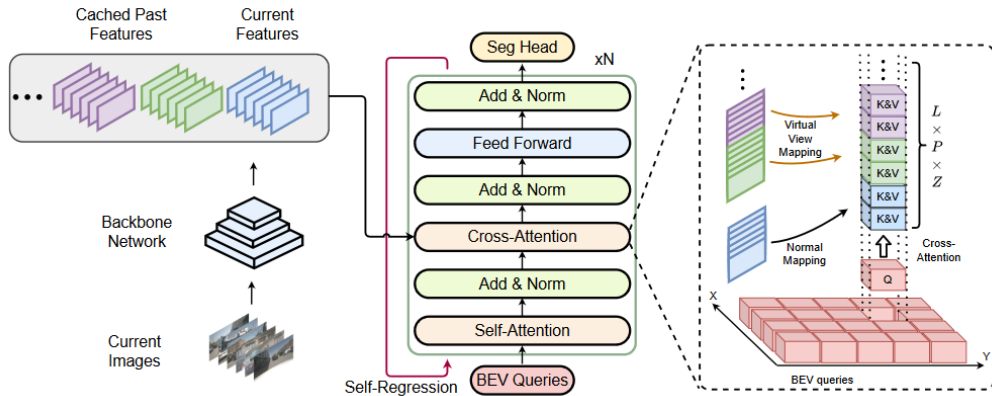 Cached Past
Features
Current
Features
•••
Backbone
Network
Current
Images
Self-Regression
Seg Head
xN
Add & Norm
Feed Forward
Add & Norm
Cross-Attention
Add & Norm
Self-Attention
BEV Queries
Virtual
View
Mapping
Normal
Mapping
K&V
K&V
K&V
K&V
K&V
K&V
L × P × Z
Cross-
Attention
Q
X
Y
BEV queries